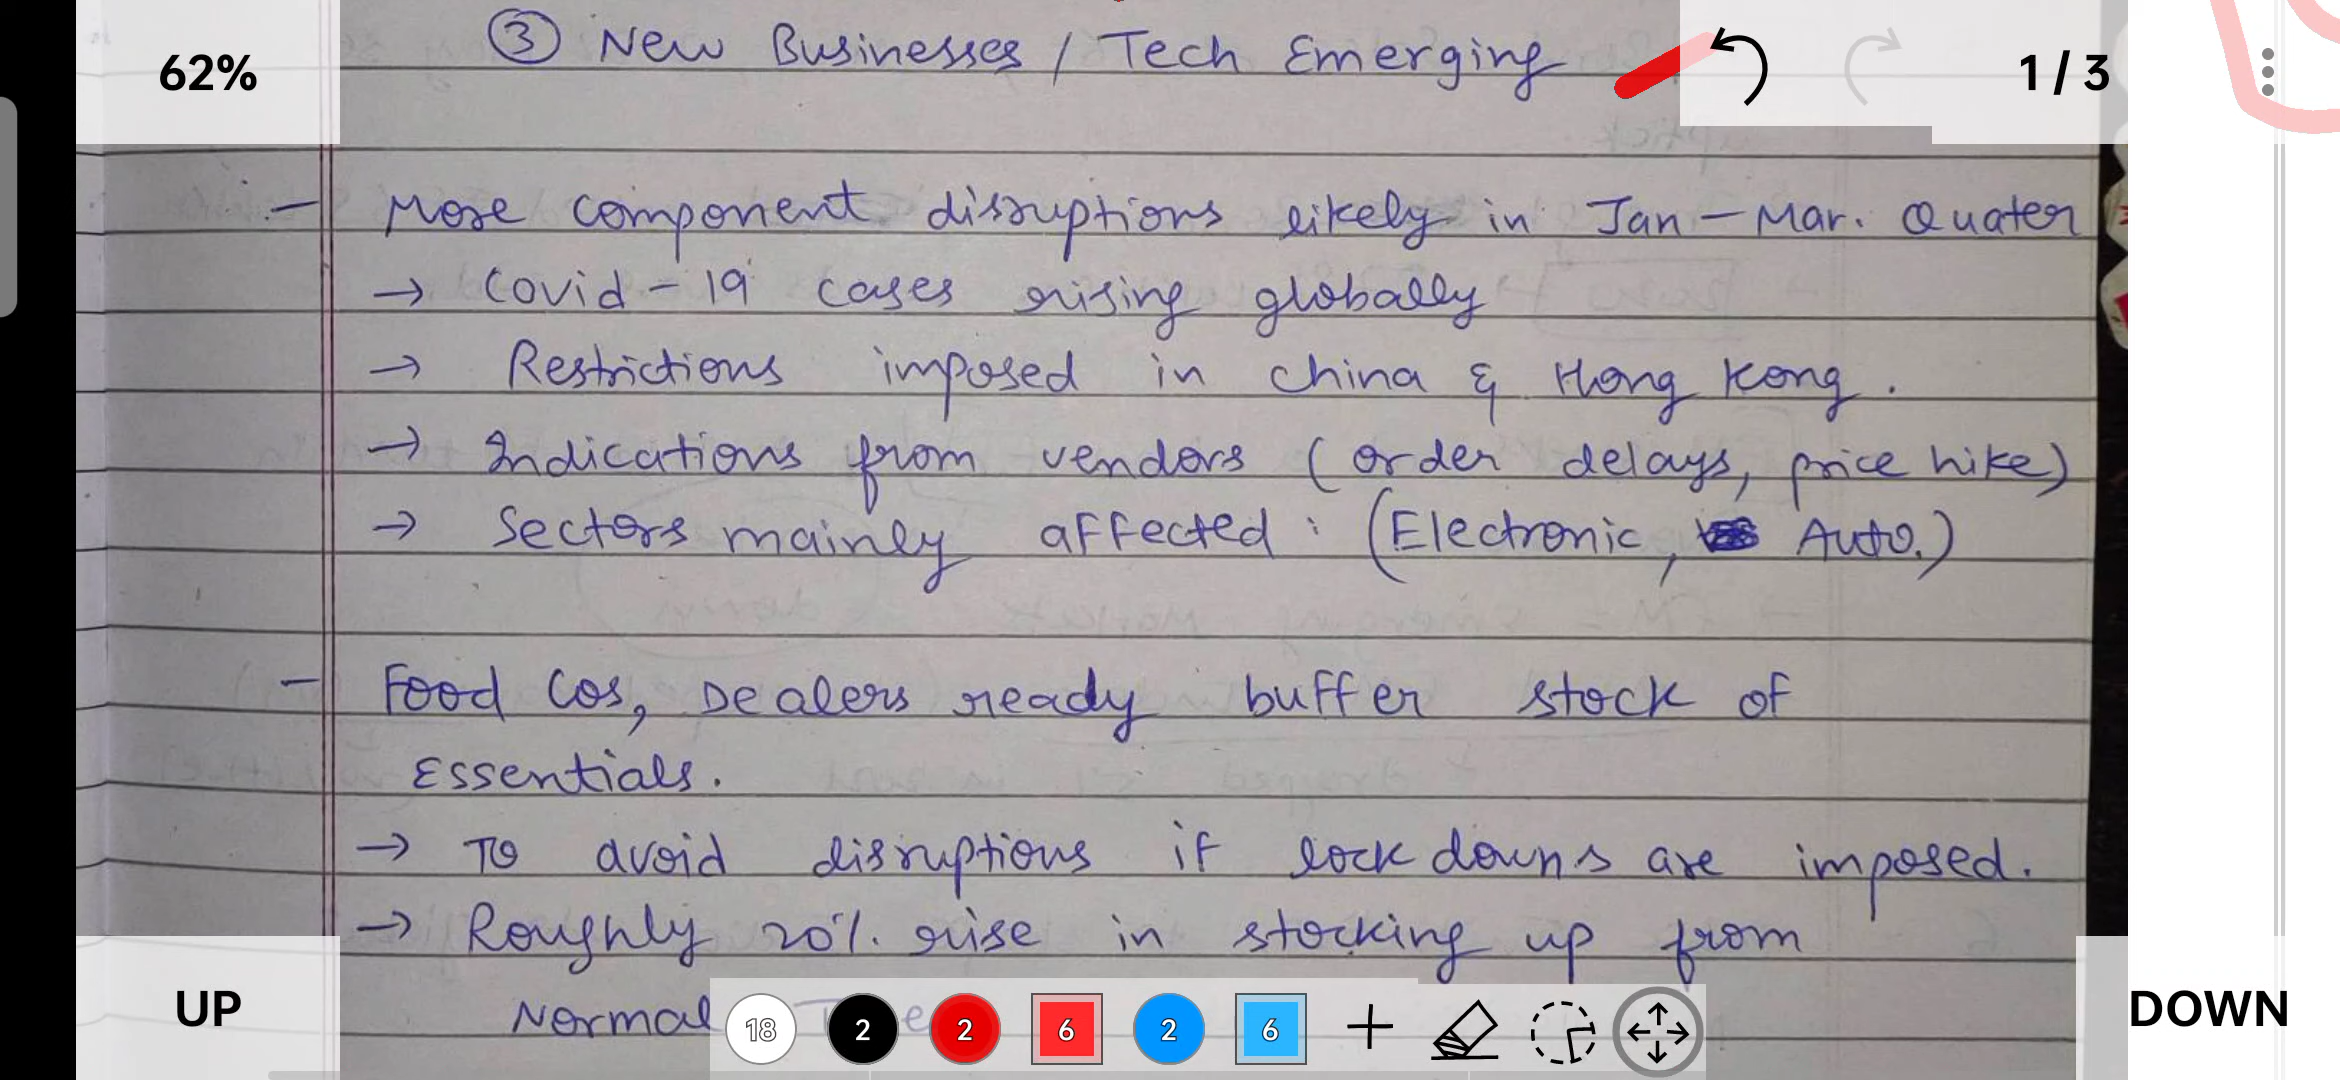 ③ New Businesses / Tech Emerging
62%
1 / 3
- More component disruptions likely in Jan - Mar. Quater
→ Covid - 19 cases rising globally
→ Restrictions imposed in China & Hong Kong.
→ Indications from vendors (order delays, price hike)
→ Sectors mainly affected : (Electronic, Auto.)
- Food Cos, Dealers ready buffer stock of
Essentials.
→ To avoid disruptions if lock downs are imposed.
→ Roughly 20% rise in stocking up from
Normal
UP
18 2 2 6 2 6
DOWN